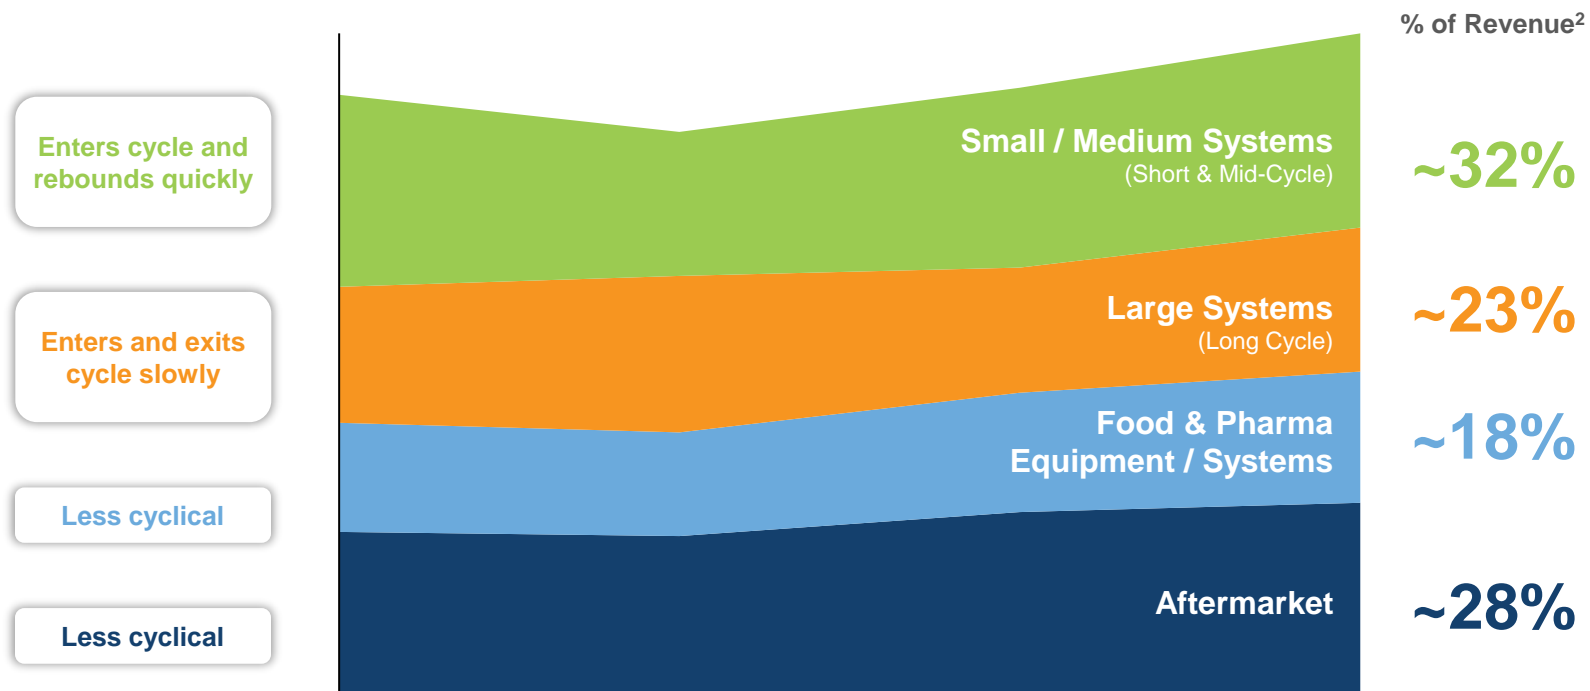 % of Revenue2
Enters cycle and
rebounds quickly
Small / Medium Systems
(Short & Mid-Cycle)
~32%
Enters and exits
cycle slowly
Large Systems
(Long Cycle)
~23%
Less cyclical
Food & Pharma
Equipment / Systems
~18%
Less cyclical
Aftermarket
~28%